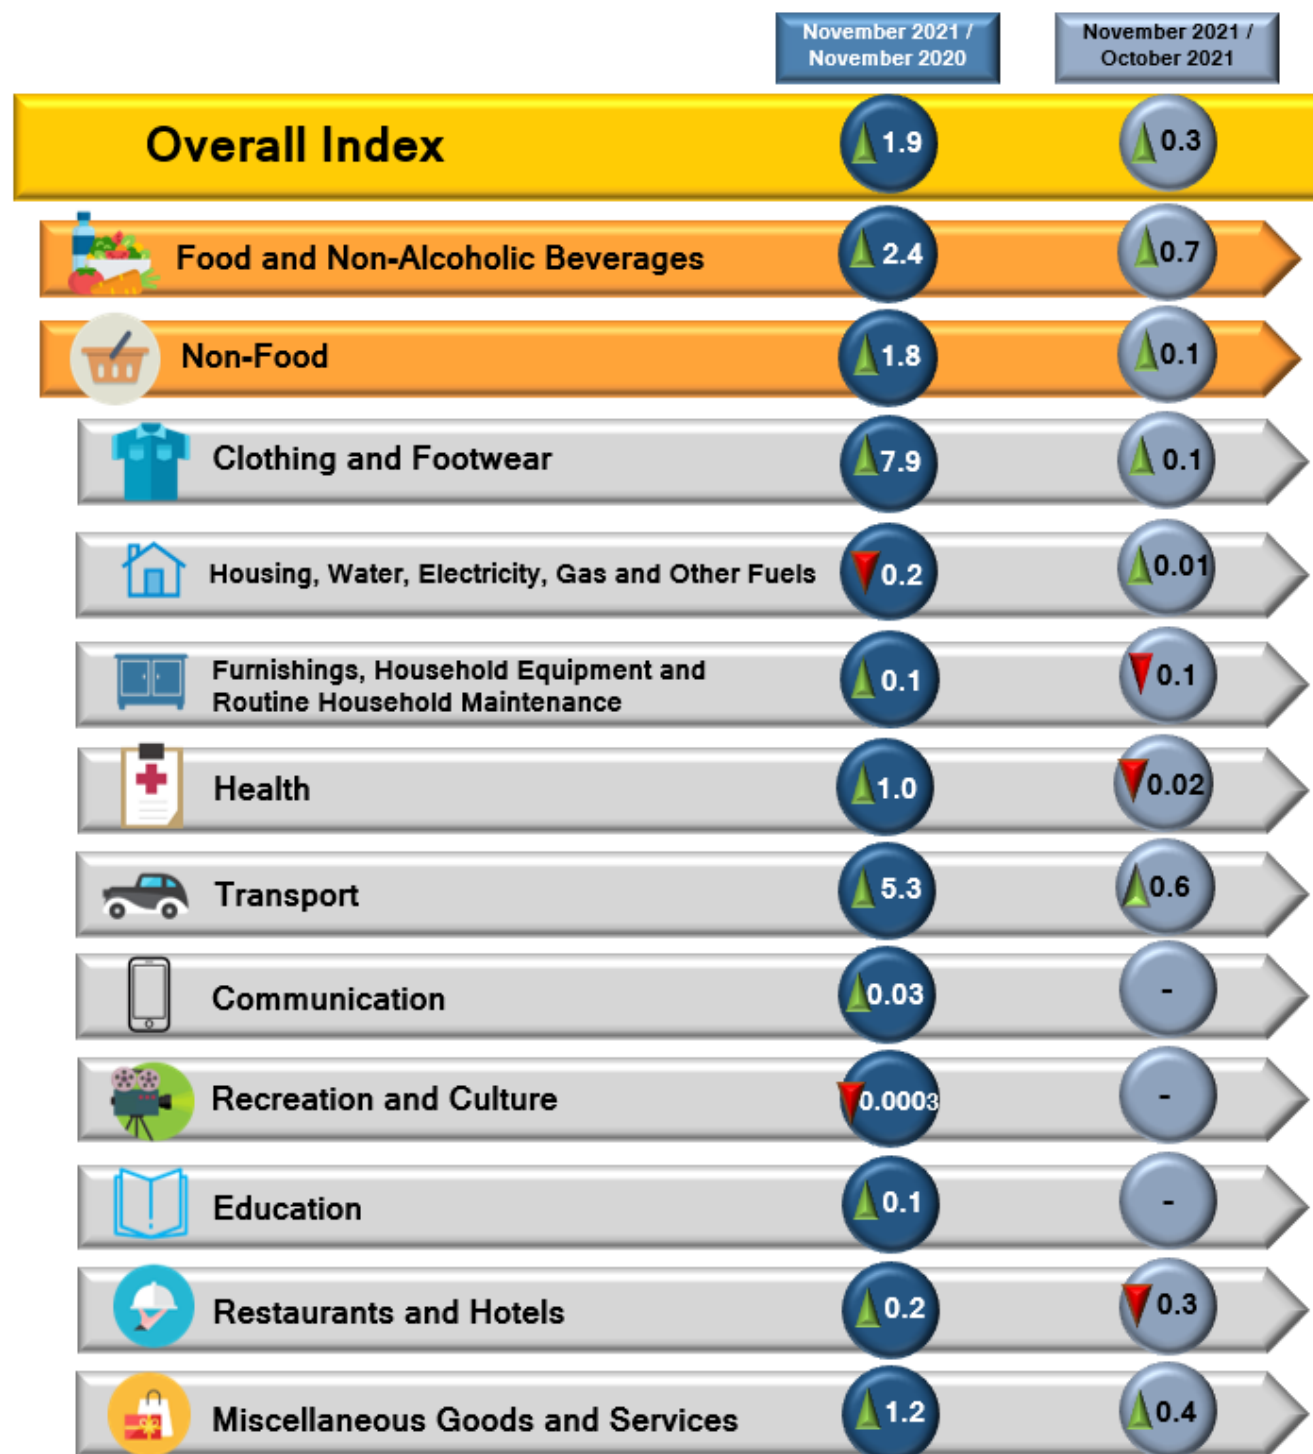 November 2021 /
November 2020
November 2021 /
October 2021
Overall Index
1.9
0.3
Food and Non-Alcoholic Beverages
2.4
0.7
Non-Food
1.8
0.1
Clothing and Footwear
7.9
0.1
Housing, Water, Electricity, Gas and Other Fuels
0.2
0.01
Furnishings, Household Equipment and
Routine Household Maintenance
0.1
0.1
Health
1.0
0.02
Transport
5.3
0.6
Communication
0.03
-
Recreation and Culture
0.0003
-
Education
0.1
-
Restaurants and Hotels
0.2
0.3
Miscellaneous Goods and Services
1.2
0.4